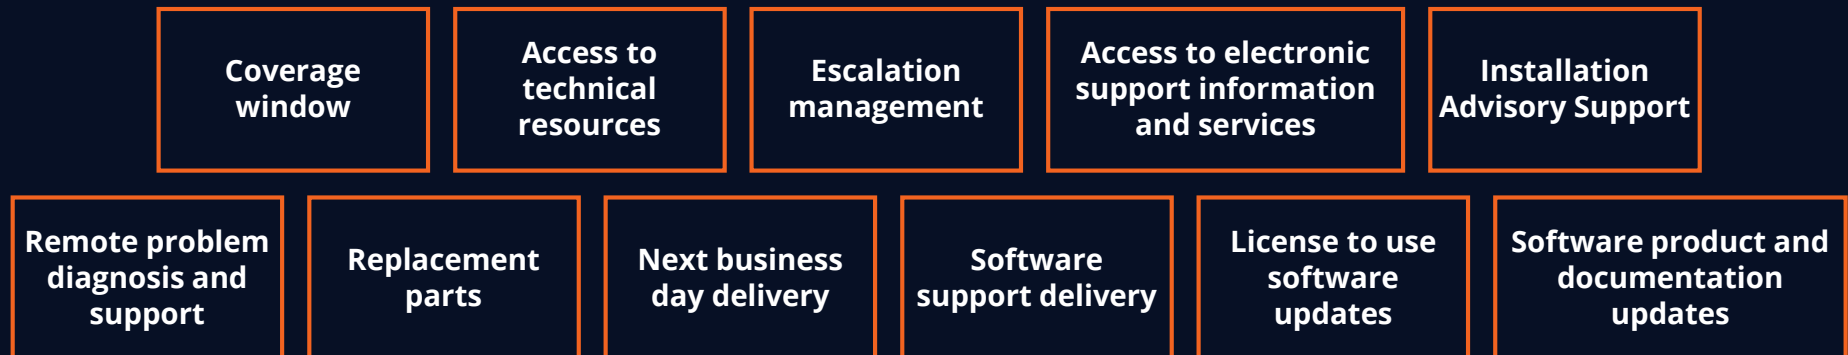 Coverage
window
Access to
technical
resources
Escalation
management
Access to electronic
support information
and services
Installation
Advisory Support
Remote problem
diagnosis and
support
Replacement
parts
Next business
day delivery
Software
support delivery
License to use
software
updates
Software product and
documentation
updates